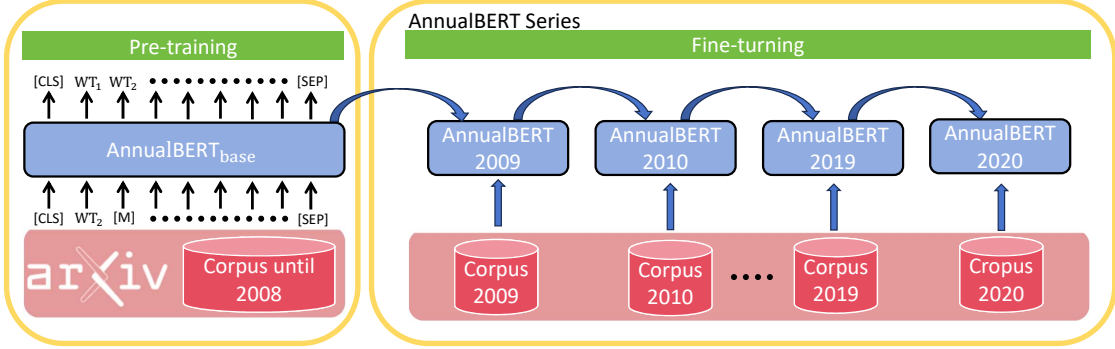 AnnualBERT Series
Pre-training
Fine-turning
[CLS] WT₁ WT₂ [SEP]
AnnualBERT_base
[CLS] WT₂ [M] [SEP]
arXiv
Corpus until
2008
AnnualBERT
2009
AnnualBERT
2010
AnnualBERT
2019
AnnualBERT
2020
Corpus
2009
Corpus
2010
Corpus
2019
Cropus
2020